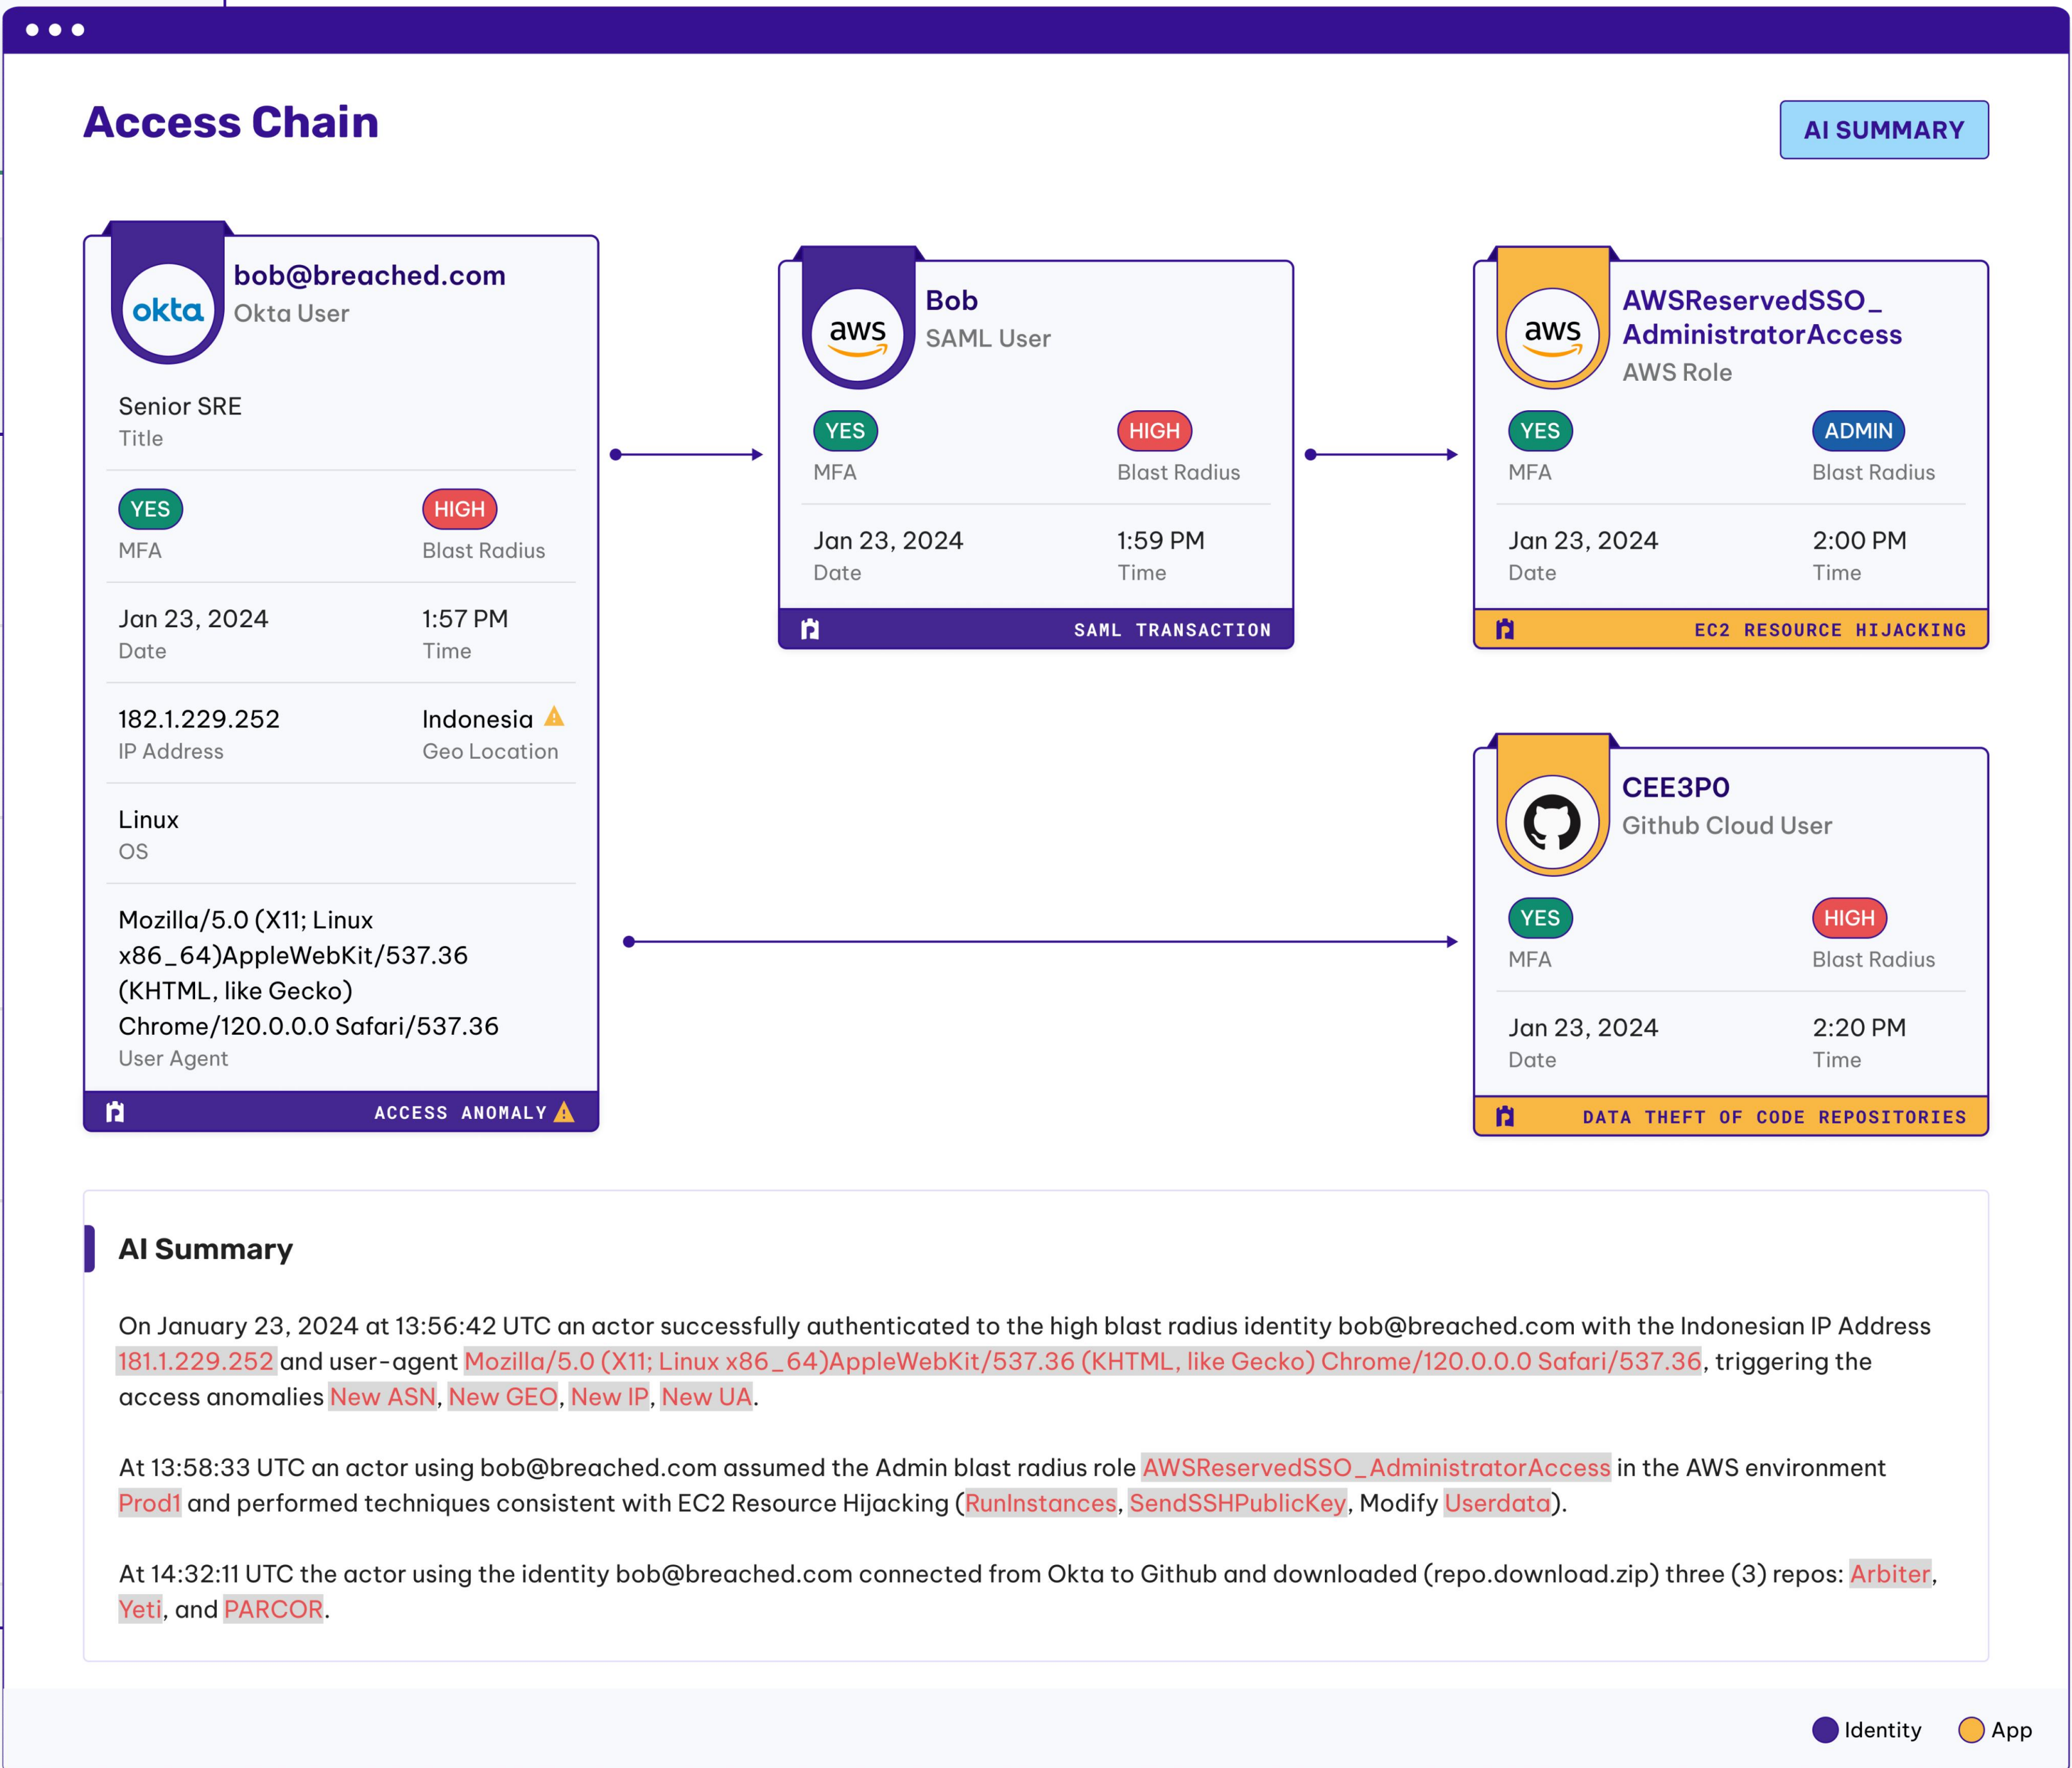 Access Chain
AI SUMMARY
okta
bob@breached.com
Okta User
Senior SRE
Title
YES
MFA
HIGH
Blast Radius
Jan 23, 2024
Date
1:57 PM
Time
182.1.229.252
IP Address
Indonesia
Geo Location
Linux
OS
Mozilla/5.0 (X11; Linux
x86_64)AppleWebKit/537.36
(KHTML, like Gecko)
Chrome/120.0.0.0 Safari/537.36
User Agent
ACCESS ANOMALY
aws
Bob
SAML User
YES
MFA
HIGH
Blast Radius
Jan 23, 2024
Date
1:59 PM
Time
SAML TRANSACTION
aws
AWSReservedSSO_
AdministratorAccess
AWS Role
YES
MFA
ADMIN
Blast Radius
Jan 23, 2024
Date
2:00 PM
Time
EC2 RESOURCE HIJACKING
CEE3PO
Github Cloud User
YES
MFA
HIGH
Blast Radius
Jan 23, 2024
Date
2:20 PM
Time
DATA THEFT OF CODE REPOSITORIES
AI Summary
On January 23, 2024 at 13:56:42 UTC an actor successfully authenticated to the high blast radius identity bob@breached.com with the Indonesian IP Address
181.1.229.252 and user-agent Mozilla/5.0 (X11; Linux x86_64)AppleWebKit/537.36 (KHTML, like Gecko) Chrome/120.0.0.0 Safari/537.36, triggering the
access anomalies New ASN, New GEO, New IP, New UA.
At 13:58:33 UTC an actor using bob@breached.com assumed the Admin blast radius role AWSReservedSSO_AdministratorAccess in the AWS environment
Prod1 and performed techniques consistent with EC2 Resource Hijacking (RunInstances, SendSSHPublicKey, Modify Userdata).
At 14:32:11 UTC the actor using the identity bob@breached.com connected from Okta to Github and downloaded (repo.download.zip) three (3) repos: Arbiter,
Yeti, and PARCOR.
Identity
App